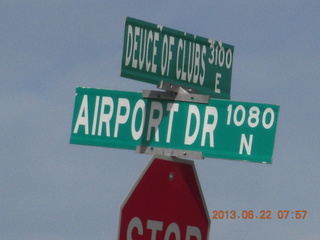 DEUCE OF CLUBS 3100 E
AIRPORT DR 1080 N
STOP
2013.06.22 07:57